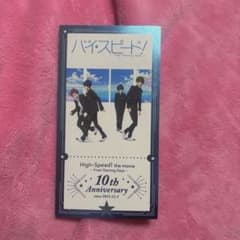 ハイ☆スピード!
High☆Speed! the movie
-Free! Starting Days-
10th
Anniversary